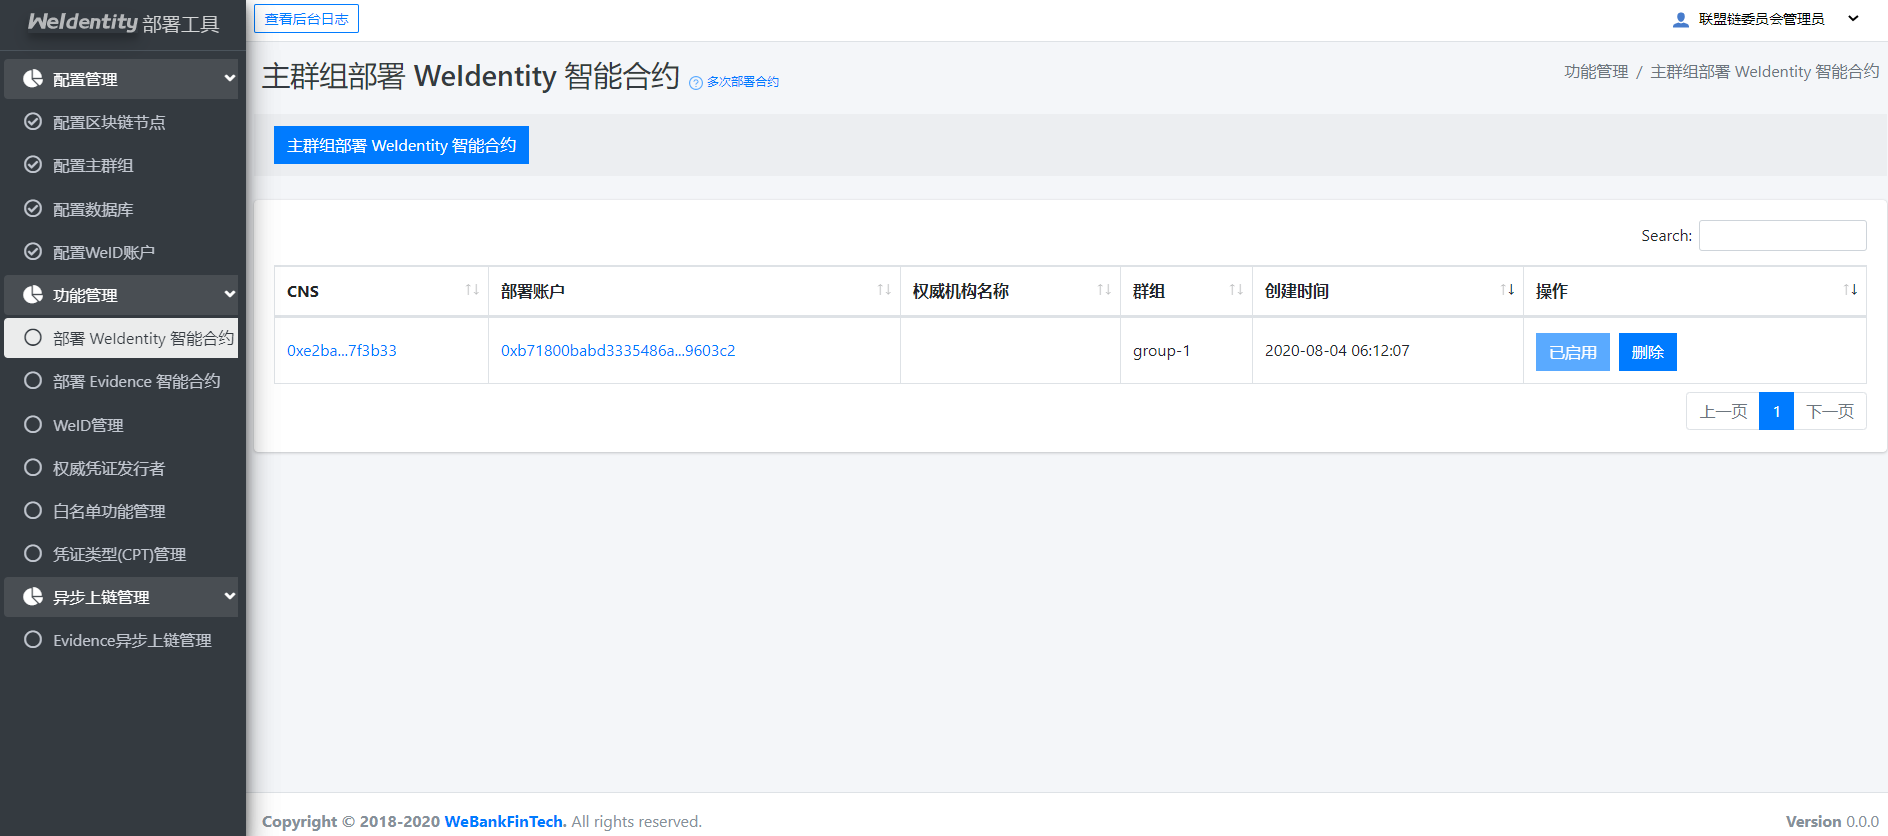 WeIdentity 部署工具
配置管理
配置区块链节点
配置主群组
配置数据库
配置WeID账户
功能管理
部署 WeIdentity 智能合约
部署 Evidence 智能合约
WeID管理
权威凭证发行者
白名单功能管理
凭证类型(CPT)管理
异步上链管理
Evidence异步上链管理
查看后台日志
联盟链委员会管理员
主群组部署 WeIdentity 智能合约 多次部署合约
功能管理 / 主群组部署 WeIdentity 智能合约
主群组部署 WeIdentity 智能合约
Search:
CNS 部署账户 权威机构名称 群组 创建时间 操作
0xe2ba...7f3b33 0xb71800babd3335486a...9603c2 group-1 2020-08-04 06:12:07 已启用 删除
上一页 1 下一页
Copyright © 2018-2020 WeBankFinTech. All rights reserved.
Version 0.0.0